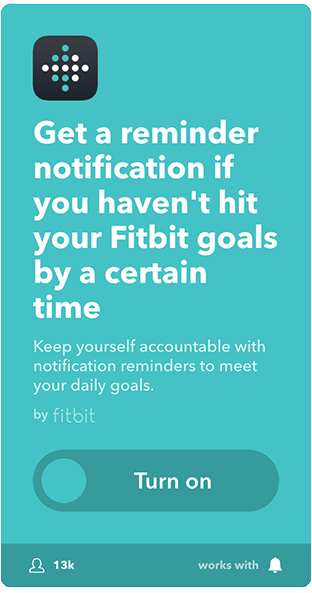 Get a reminder
notification if
you haven't hit
your Fitbit goals
by a certain
time
Keep yourself accountable with
notification reminders to meet
your daily goals.
by fitbit
Turn on
13k works with